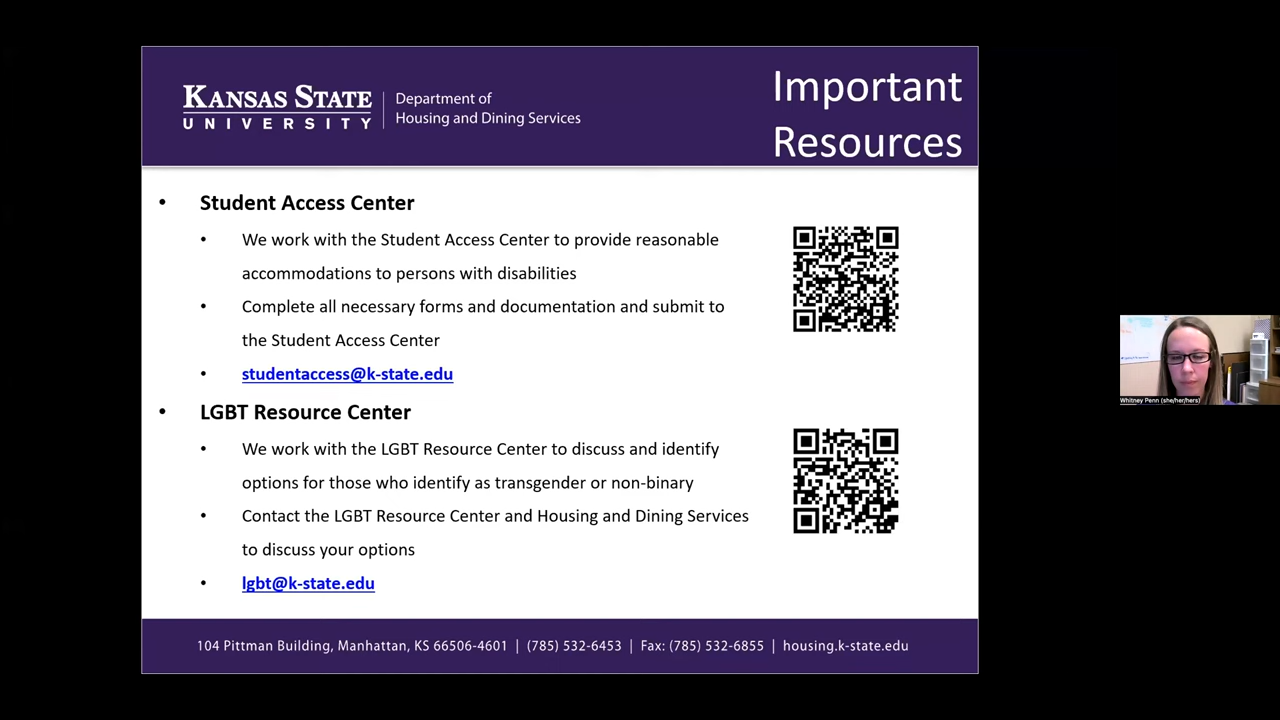 KANSAS STATE
UNIVERSITY
Department of
Housing and Dining Services
Important
Resources
• Student Access Center
• We work with the Student Access Center to provide reasonable
accommodations to persons with disabilities
• Complete all necessary forms and documentation and submit to
the Student Access Center
• studentaccess@k-state.edu
• LGBT Resource Center
• We work with the LGBT Resource Center to discuss and identify
options for those who identify as transgender or non-binary
• Contact the LGBT Resource Center and Housing and Dining Services
to discuss your options
• lgbt@k-state.edu
104 Pittman Building, Manhattan, KS 66506-4601 | (785) 532-6453 | Fax: (785) 532-6855 | housing.k-state.edu
Whitney Penn (she/her/hers)